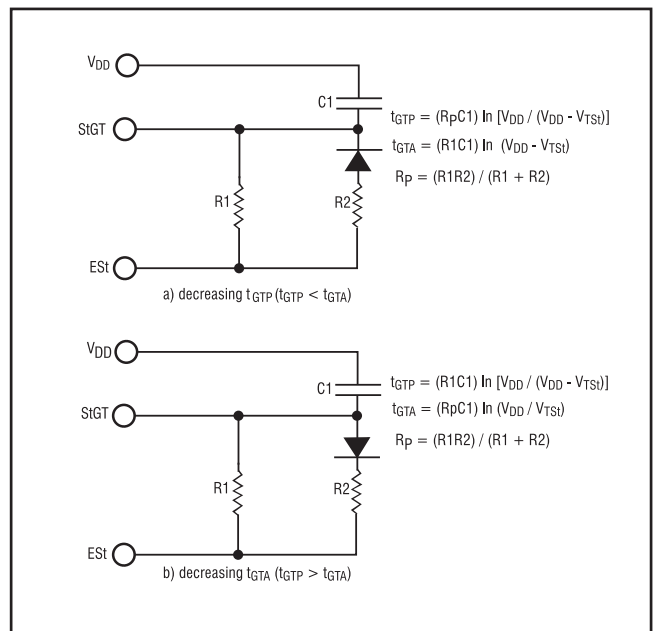 VDD
C1
tGTP = (RPC1) ln [VDD / (VDD - VTSt)]
StGT
tGTA = (R1C1) ln (VDD - VTSt)
RP = (R1R2) / (R1 + R2)
R1
R2
ESt
a) decreasing tGTP (tGTP < tGTA)
VDD
C1
tGTP = (R1C1) ln [VDD / (VDD - VTSt)]
StGT
tGTA = (RpC1) ln (VDD / VTSt)
RP = (R1R2) / (R1 + R2)
R1
R2
ESt
b) decreasing tGTA (tGTP > tGTA)